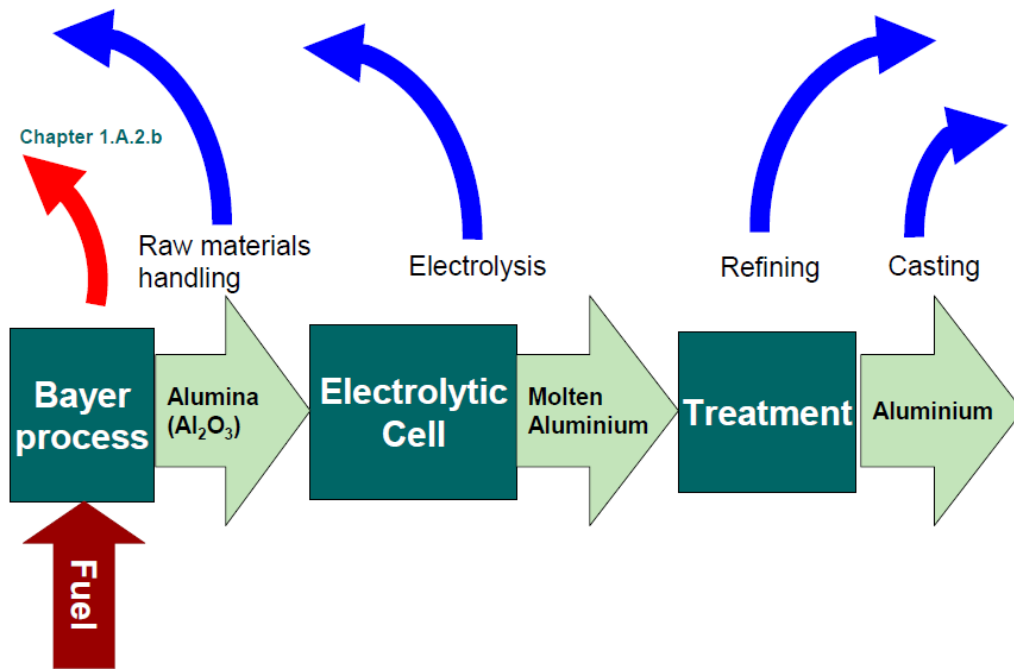 Chapter 1.A.2.b
Raw materials
handling
Electrolysis
Refining
Casting
Bayer
process
Alumina
(Al₂O₃)
Electrolytic
Cell
Molten
Aluminium
Treatment
Aluminium
Fuel